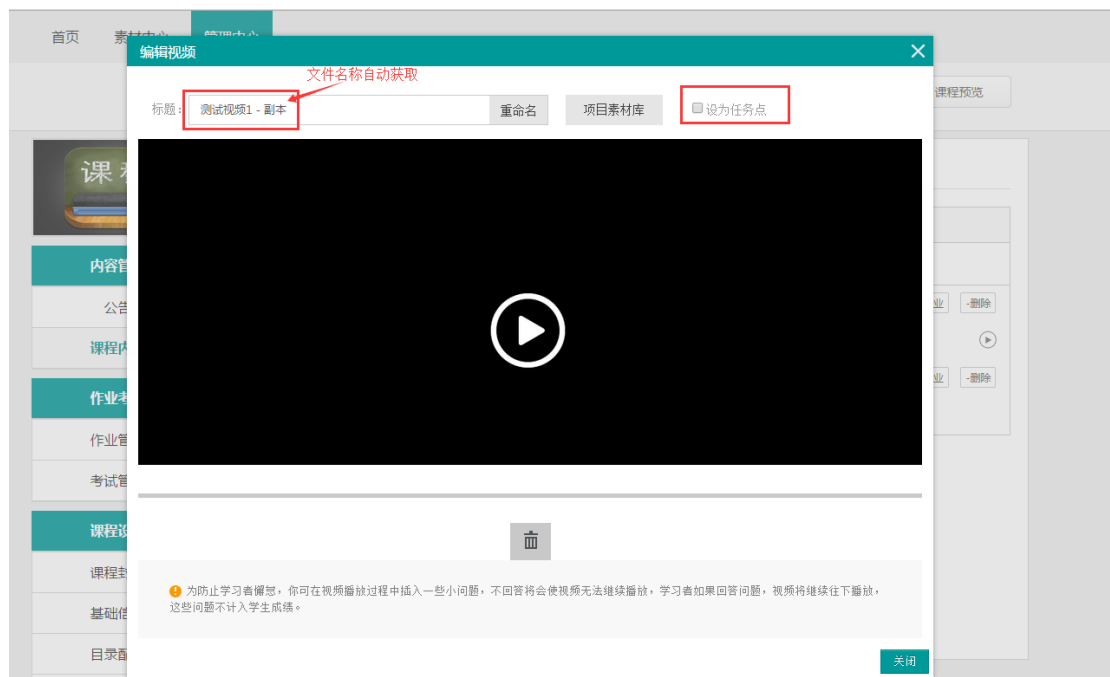 首页 素材中心 管理中心
编辑视频
文件名称自动获取
标题： 测试视频1 - 副本 重命名 项目素材库 设为任务点
课程预览
课
内容管
公告
业 -删除
课程内
业 -删除
作业考
作业管
考试管
课程设
课程封
为防止学习者懈怠，你可在视频播放过程中插入一些小问题，不回答将会使视频无法继续播放，学习者如果回答问题，视频将继续往下播放，
这些问题不计入学生成绩。
基础信
目录配
关闭